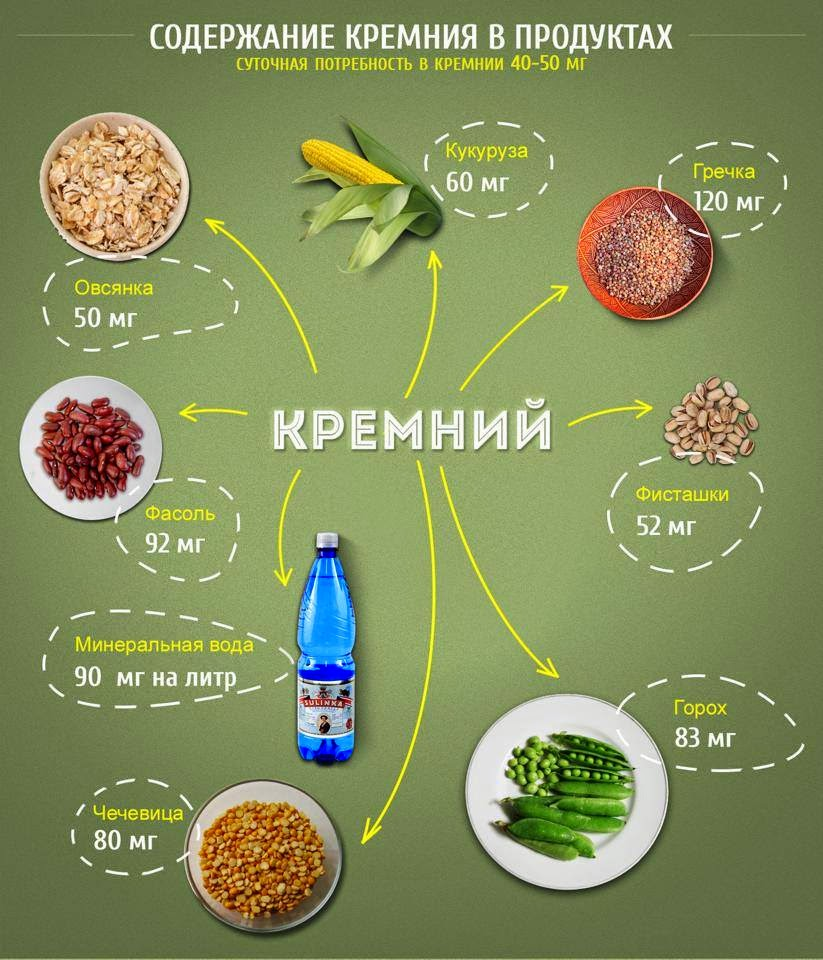 СОДЕРЖАНИЕ КРЕМНИЯ В ПРОДУКТАХ
СУТОЧНАЯ ПОТРЕБНОСТЬ В КРЕМНИИ 40-50 МГ
Кукуруза
60 мг
Гречка
120 мг
Овсянка
50 мг
КРЕМНИЙ
Фисташки
52 мг
Фасоль
92 мг
Минеральная вода
90 мг на литр
SULINKA
Горох
83 мг
Чечевица
80 мг